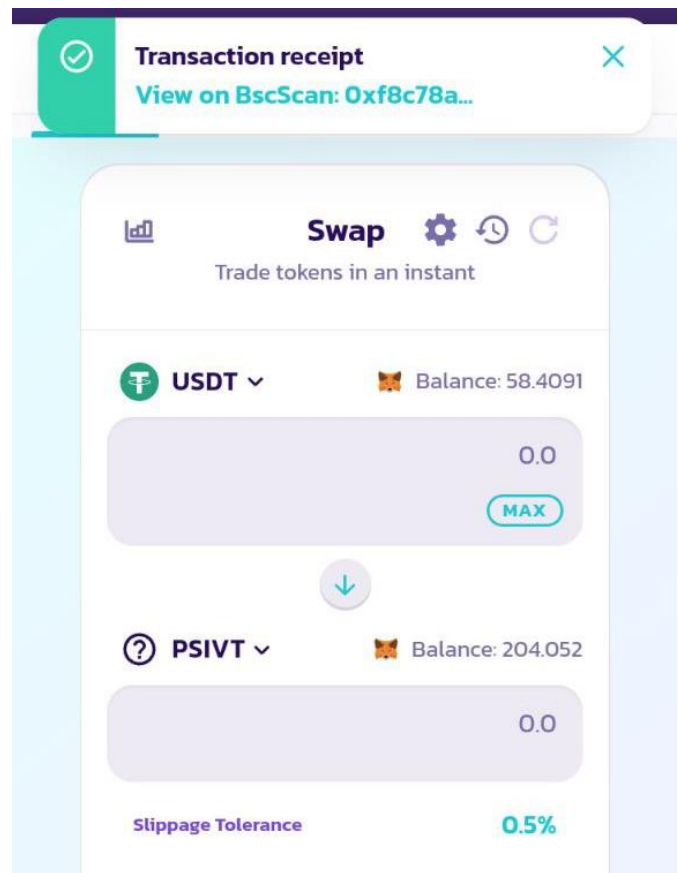 Transaction receipt
View on BscScan: 0xf8c78a...
Swap
Trade tokens in an instant
USDT
Balance: 58.4091
0.0
MAX
PSIVT
Balance: 204.052
0.0
Slippage Tolerance 0.5%